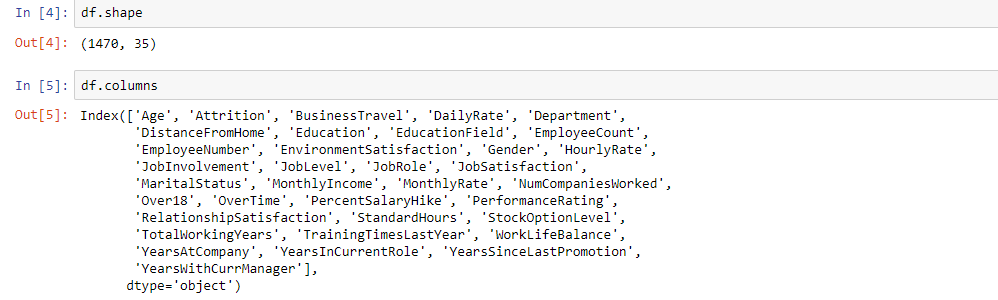 In [4]: df.shape
Out[4]: (1470, 35)
In [5]: df.columns
Out[5]: Index(['Age', 'Attrition', 'BusinessTravel', 'DailyRate', 'Department',
'DistanceFromHome', 'Education', 'EducationField', 'EmployeeCount',
'EmployeeNumber', 'EnvironmentSatisfaction', 'Gender', 'HourlyRate',
'JobInvolvement', 'JobLevel', 'JobRole', 'JobSatisfaction',
'MaritalStatus', 'MonthlyIncome', 'MonthlyRate', 'NumCompaniesWorked',
'Over18', 'OverTime', 'PercentSalaryHike', 'PerformanceRating',
'RelationshipSatisfaction', 'StandardHours', 'StockOptionLevel',
'TotalWorkingYears', 'TrainingTimesLastYear', 'WorkLifeBalance',
'YearsAtCompany', 'YearsInCurrentRole', 'YearsSinceLastPromotion',
'YearsWithCurrManager'],
dtype='object')